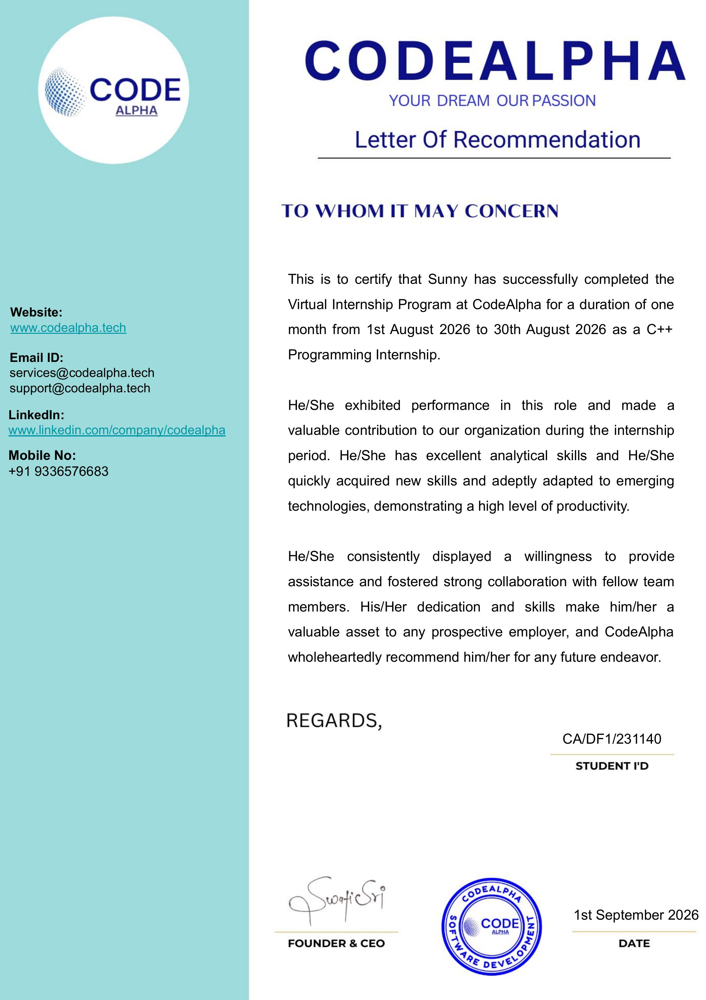 CODE
ALPHA
CODEALPHA
YOUR DREAM OUR PASSION
Letter Of Recommendation
TO WHOM IT MAY CONCERN
Website:
www.codealpha.tech
Email ID:
services@codealpha.tech
support@codealpha.tech
LinkedIn:
www.linkedin.com/company/codealpha
Mobile No:
+91 9336576683
This is to certify that Sunny has successfully completed the
Virtual Internship Program at CodeAlpha for a duration of one
month from 1st August 2026 to 30th August 2026 as a C++
Programming Internship.
He/She exhibited performance in this role and made a
valuable contribution to our organization during the internship
period. He/She has excellent analytical skills and He/She
quickly acquired new skills and adeptly adapted to emerging
technologies, demonstrating a high level of productivity.
He/She consistently displayed a willingness to provide
assistance and fostered strong collaboration with fellow team
members. His/Her dedication and skills make him/her a
valuable asset to any prospective employer, and CodeAlpha
wholeheartedly recommend him/her for any future endeavor.
REGARDS,
CA/DF1/231140
STUDENT I'D
Swati Sri
FOUNDER & CEO
CODEALPHA
CODE
ALPHA
SOFTWARE DEVELOPMENT
1st September 2026
DATE